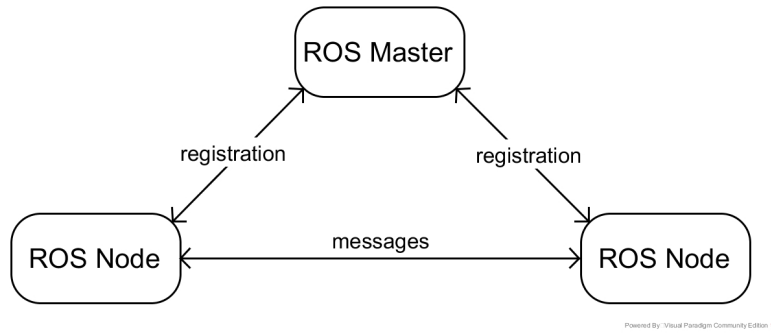 ROS Master
registration
registration
messages
ROS Node
ROS Node
Powered By Visual Paradigm Community Edition